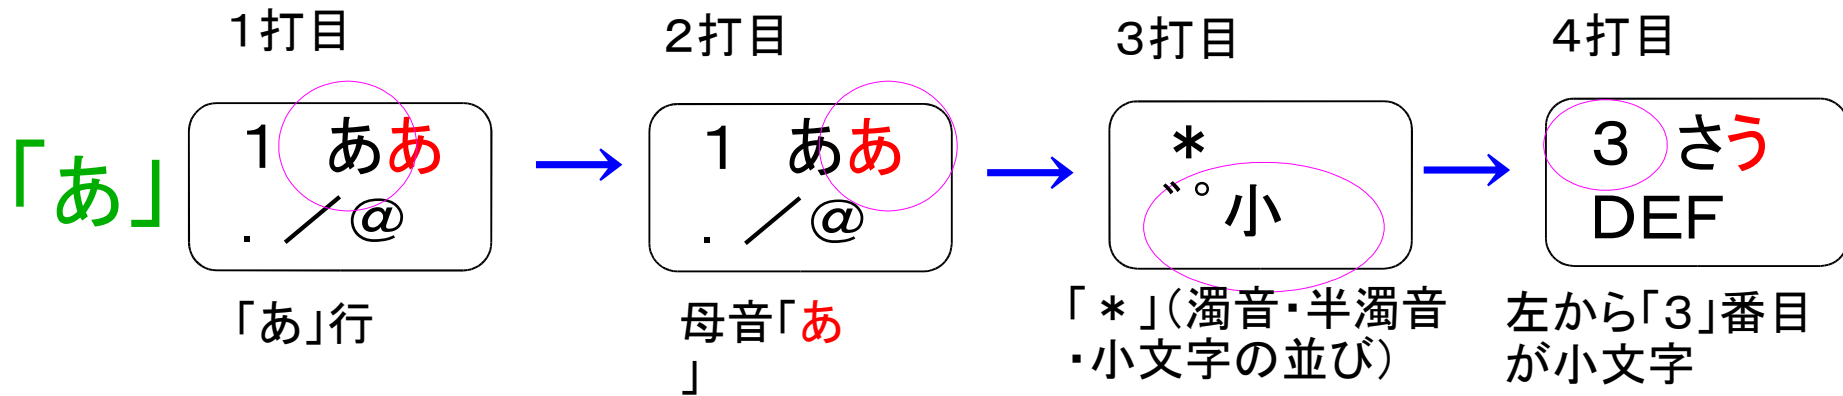 1打目
2打目
3打目
4打目
「あ」
1 ああ
. ／@
1 ああ
. ／@
*
゛゜小
3 さう
DEF
「あ」行
母音「あ
」
「*」（濁音・半濁音
・小文字の並び）
左から「3」番目
が小文字